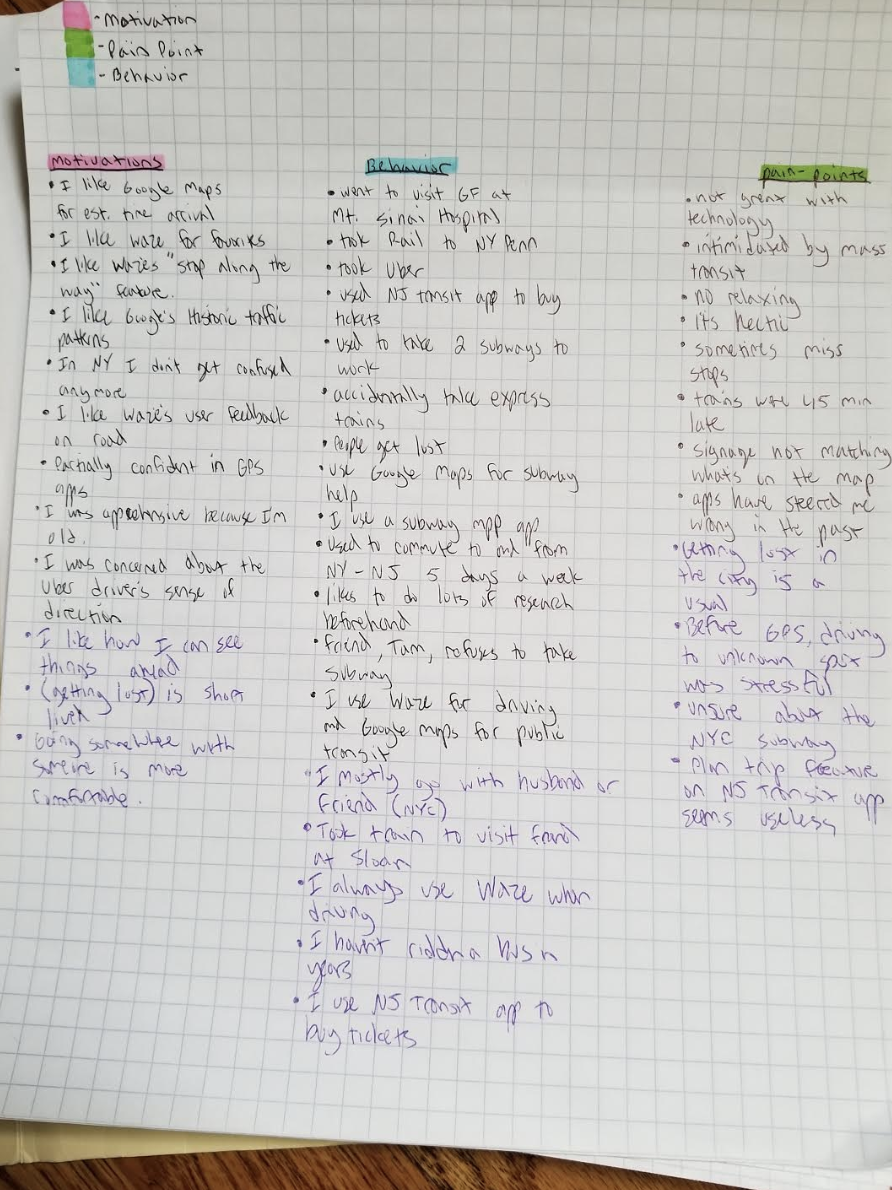 - Motivation
- Pain Point
- Behavior
Motivations
• I like Google Maps
for est. time arrival
• I like waze for favorites
• I like wazes "stop along the
way" feature.
• I like Google's Historic traffic
patterns
• In NY I don't get confused
anymore
• I like waze's user feedback
on road
• Partially confident in GPS
apps
• I was apprehensive because I'm
old.
• I was concerned about the
Uber driver's sense of
direction
• I like how I can see
things ahead
• (getting lost) is short
lived
• Being somewhere with
someone is more
comfortable.
Behavior
• went to visit GF at
Mt. Sinai Hospital
• took Rail to NY Penn
• took Uber
• used NJ transit app to buy
tickets
• used to take 2 subways to
work
• accidentally take express
trains
• People get lost
• use Google Maps for subway
help
• I use a subway mpp app
• used to commute to and from
NY-NJ 5 days a week
• likes to do lots of research
beforehand
• friend, Tam, refuses to take
subway
• I use Waze for driving
and Google maps for public
transit
• I mostly go with husband or
friend (NYC)
• Took train to visit friend
at Sloan
• I always use Waze when
driving
• I havn't ridden a bus in
years
• I use NJ Transit app to
buy tickets
pain-points
• not great with
technology
• intimidated by mass
transit
• no relaxing
• its hectic
• sometimes miss
stops
• trains were 45 min
late
• signage not matching
whats on the map
• apps have steered me
wrong in the past
• Getting lost in
the city is a
usual
• Before GPS, driving
to unknown spot
was stressful
• unsure about the
NYC subway
• Plan trip feature
on NJ Transit app
seems useless